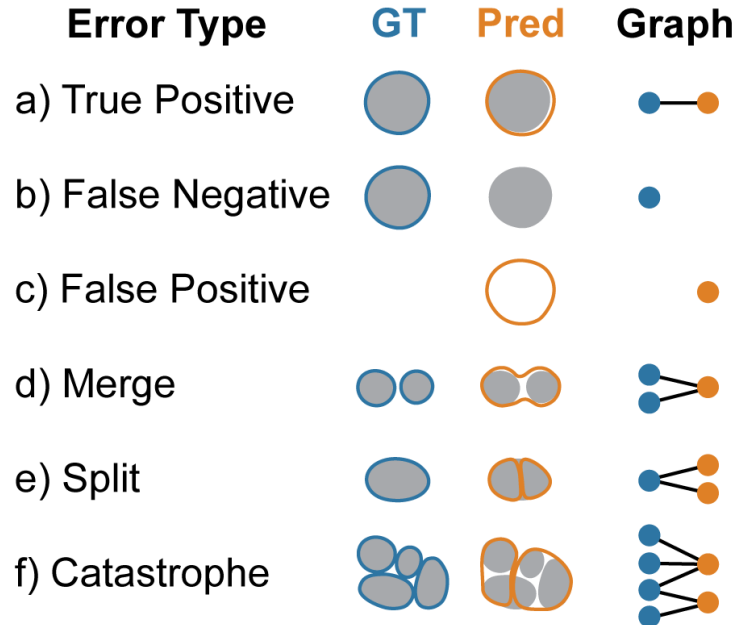 Error Type GT Pred Graph
a) True Positive
b) False Negative
c) False Positive
d) Merge
e) Split
f) Catastrophe